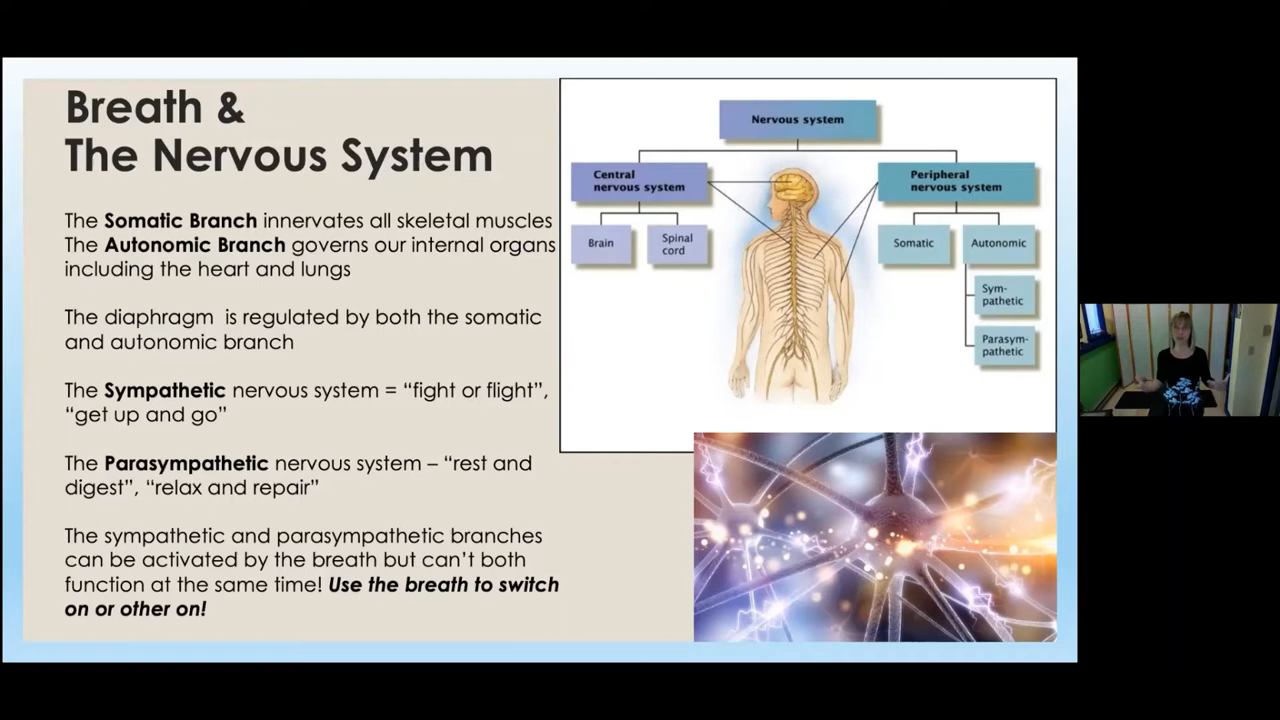 Breath &
The Nervous System
The Somatic Branch innervates all skeletal muscles
The Autonomic Branch governs our internal organs
including the heart and lungs
The diaphragm is regulated by both the somatic
and autonomic branch
The Sympathetic nervous system = “fight or flight”,
“get up and go”
The Parasympathetic nervous system – “rest and
digest”, “relax and repair”
The sympathetic and parasympathetic branches
can be activated by the breath but can’t both
function at the same time! Use the breath to switch
on or other on!
Nervous system
Central
nervous system
Peripheral
nervous system
Brain
Spinal
cord
Somatic
Autonomic
Sym-
pathetic
Parasym-
pathetic